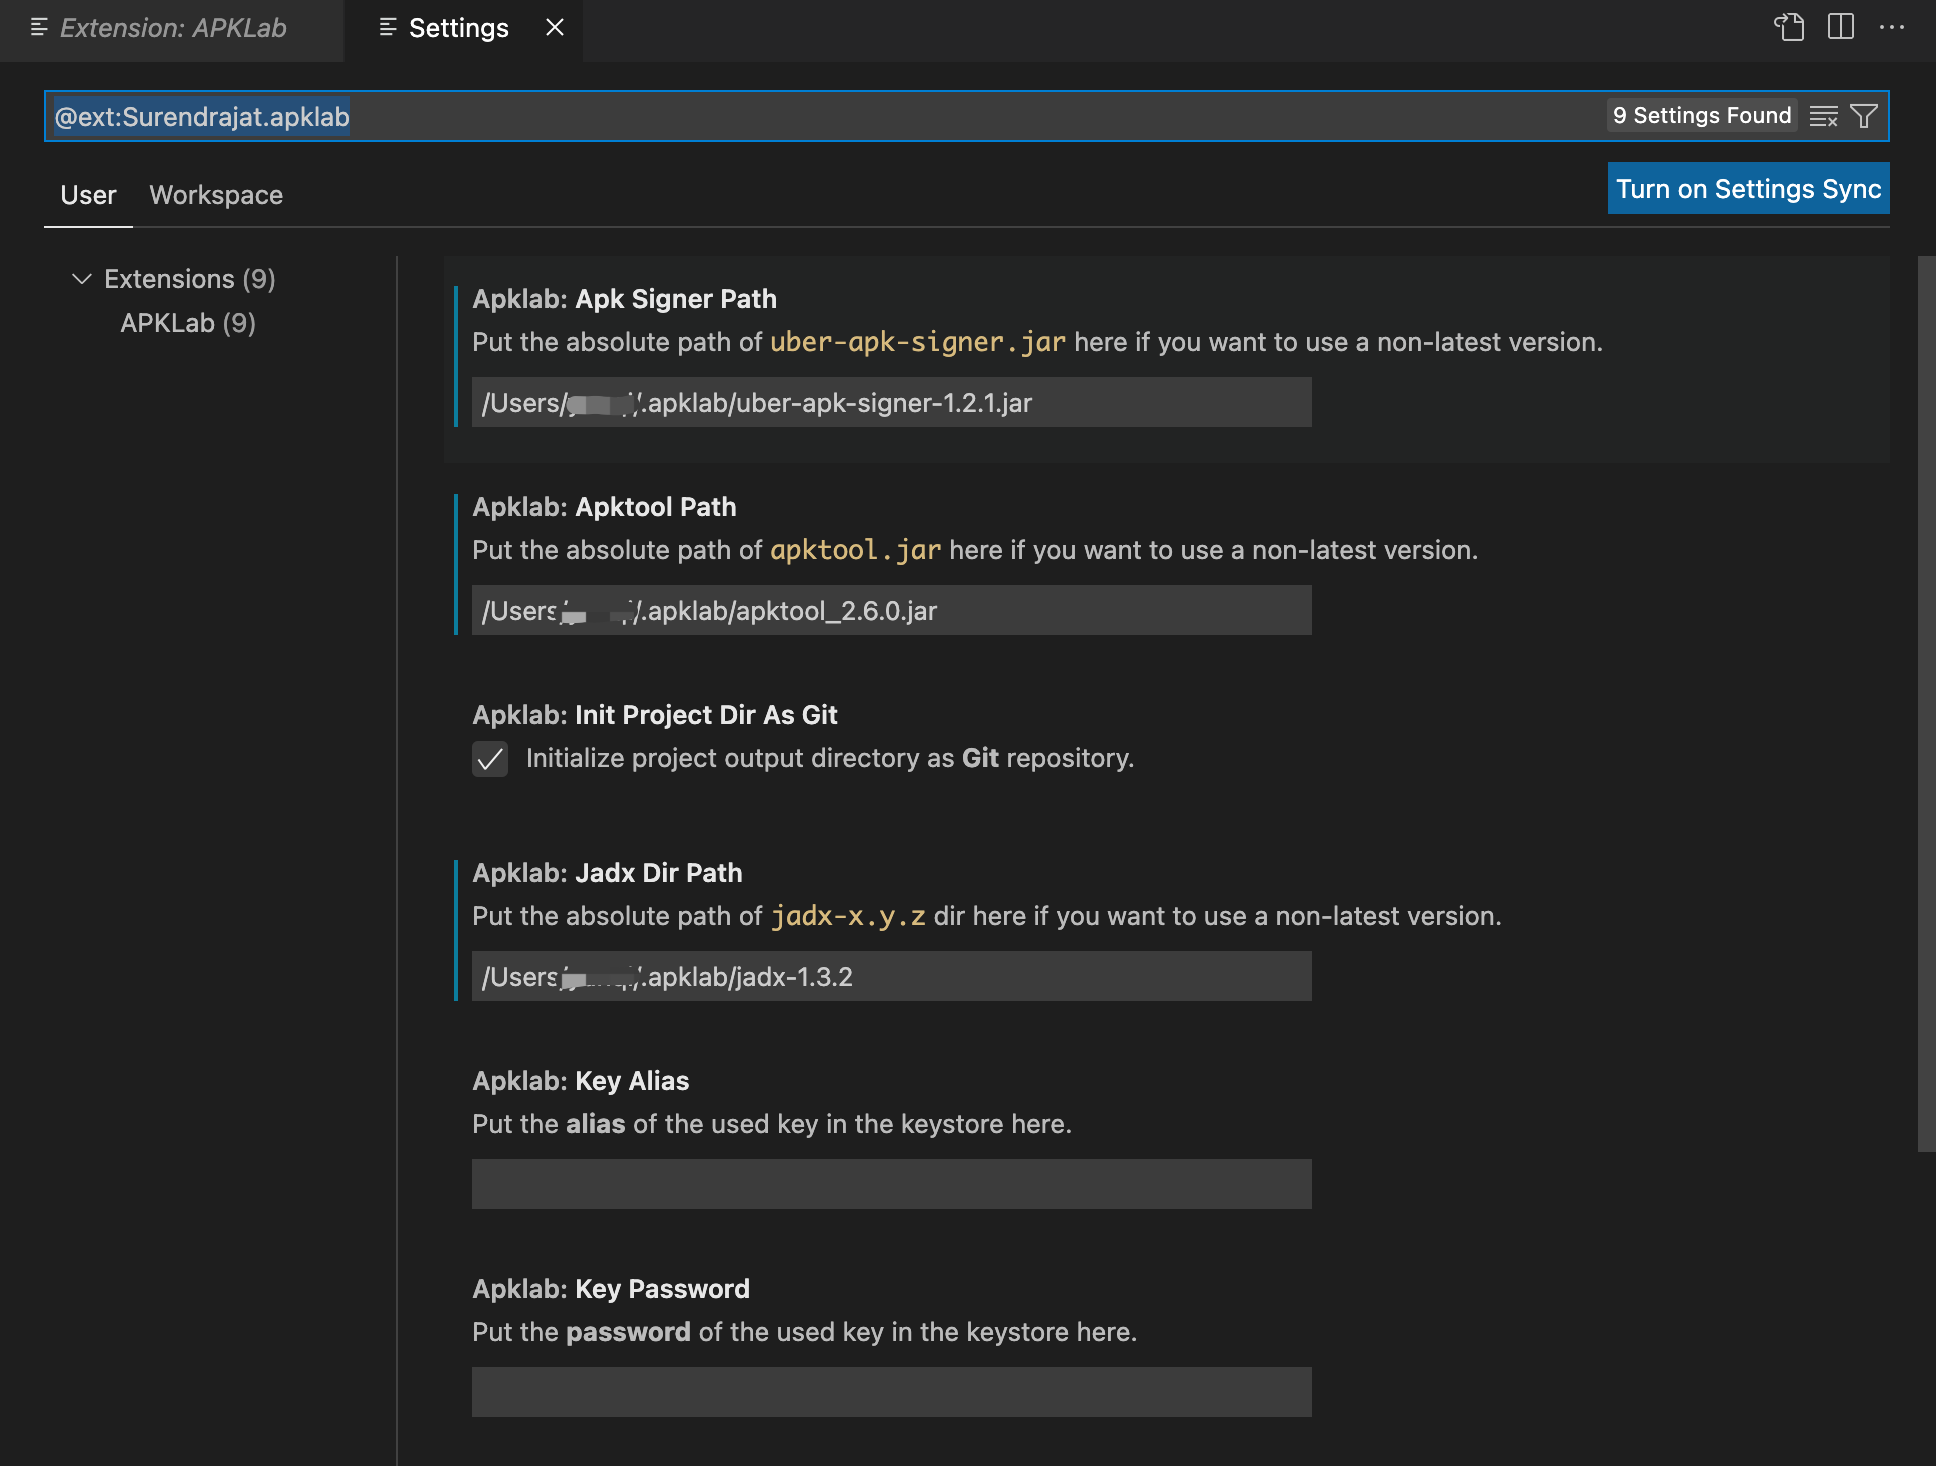 Extension: APKLab
Settings
@ext:Surendrajat.apklab
9 Settings Found
User
Workspace
Turn on Settings Sync
Extensions (9)
APKLab (9)
Apklab: Apk Signer Path
Put the absolute path of uber-apk-signer.jar here if you want to use a non-latest version.
/Users/ /.apklab/uber-apk-signer-1.2.1.jar
Apklab: Apktool Path
Put the absolute path of apktool.jar here if you want to use a non-latest version.
/Users/ /.apklab/apktool_2.6.0.jar
Apklab: Init Project Dir As Git
Initialize project output directory as Git repository.
Apklab: Jadx Dir Path
Put the absolute path of jadx-x.y.z dir here if you want to use a non-latest version.
/Users/ /.apklab/jadx-1.3.2
Apklab: Key Alias
Put the alias of the used key in the keystore here.
Apklab: Key Password
Put the password of the used key in the keystore here.